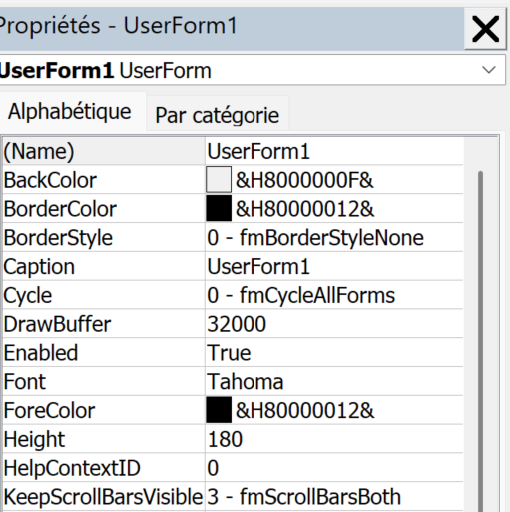 Propriétés - UserForm1
UserForm1 UserForm
Alphabétique Par catégorie
(Name) UserForm1
BackColor &H8000000F&
BorderColor &H80000012&
BorderStyle 0 - fmBorderStyleNone
Caption UserForm1
Cycle 0 - fmCycleAllForms
DrawBuffer 32000
Enabled True
Font Tahoma
ForeColor &H80000012&
Height 180
HelpContextID 0
KeepScrollBarsVisible 3 - fmScrollBarsBoth